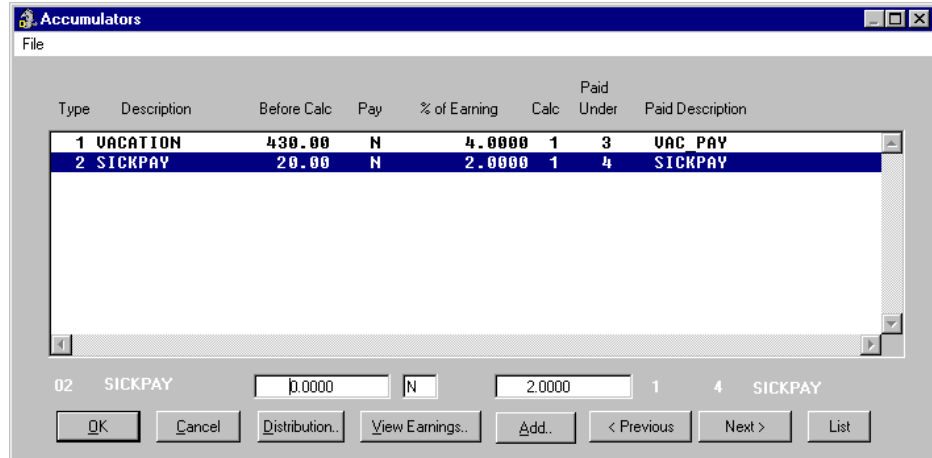 Accumulators
File
Paid
Type Description Before Calc Pay % of Earning Calc Under Paid Description
1 VACATION 430.00 N 4.0000 1 3 VAC_PAY
2 SICKPAY 20.00 N 2.0000 1 4 SICKPAY
02 SICKPAY 0.0000 N 2.0000 1 4 SICKPAY
OK Cancel Distribution.. View Earnings.. Add.. < Previous Next > List